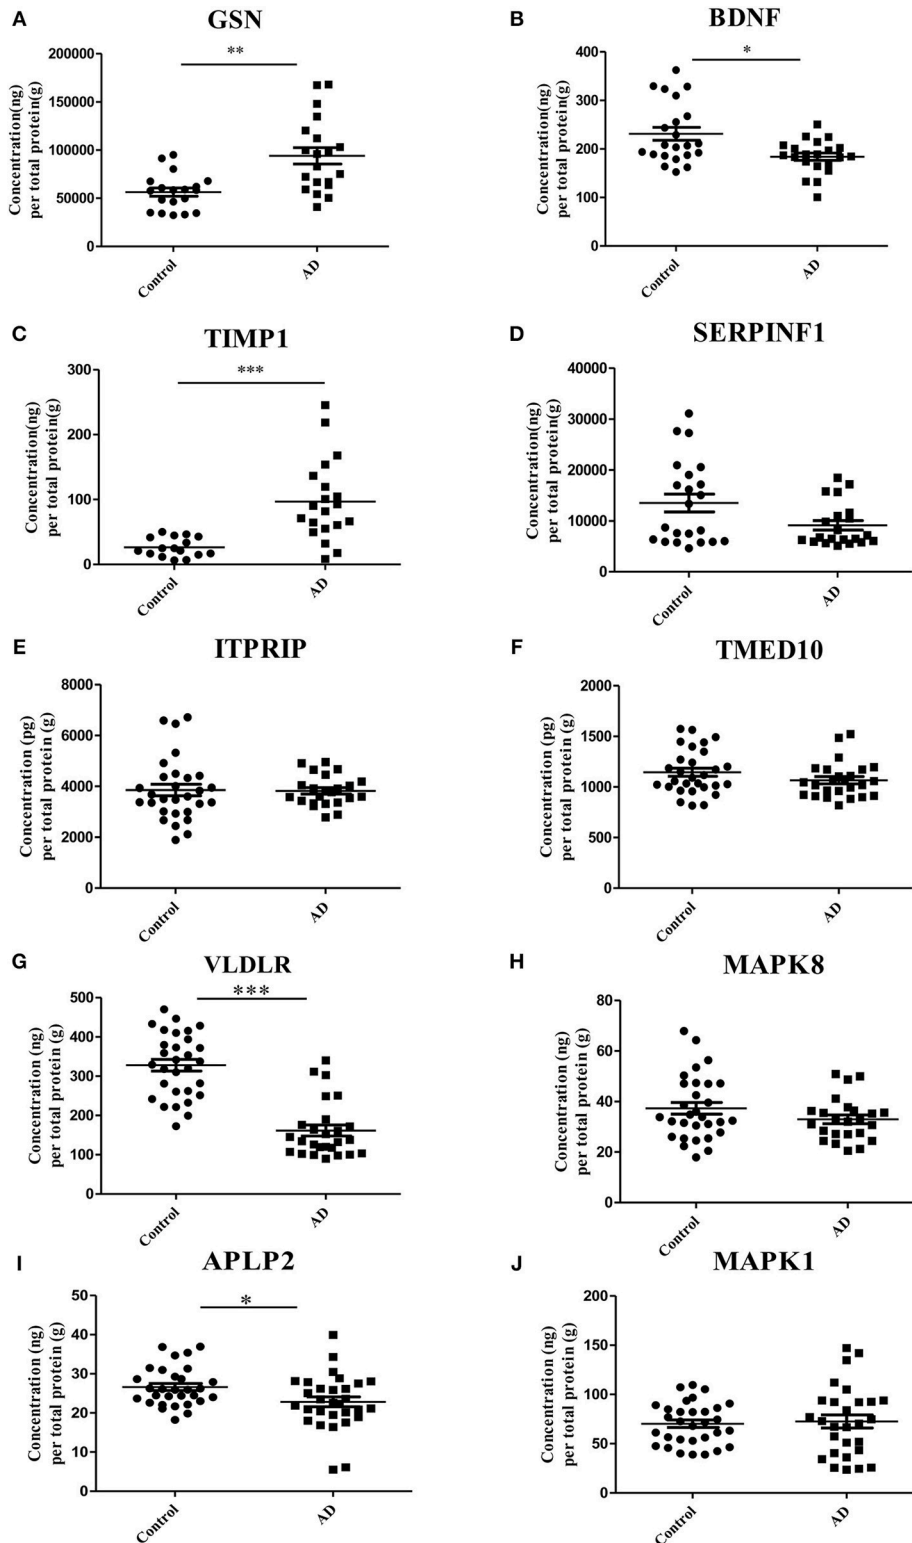 A
GSN
**
200000
150000
100000
50000
0
Concentration(ng)
per total protein(g)
Control
AD
B
BDNF
*
400
300
200
100
0
Concentration(ng)
per total protein(g)
Control
AD
C
TIMP1
***
300
200
100
0
Concentration(ng)
per total protein(g)
Control
AD
D
SERPINF1
40000
30000
20000
10000
0
Concentration(ng)
per total protein(g)
Control
AD
E
ITPRIP
8000
6000
4000
2000
0
Concentration (pg)
per total protein (g)
Control
AD
F
TMED10
2000
1500
1000
500
0
Concentration (pg)
per total protein (g)
Control
AD
G
VLDLR
***
500
400
300
200
100
0
Concentration (ng)
per total protein (g)
Control
AD
H
MAPK8
80
60
40
20
0
Concentration (ng)
per total protein (g)
Control
AD
I
APLP2
*
50
40
30
20
10
0
Concentration (ng)
per total protein (g)
Control
AD
J
MAPK1
200
150
100
50
0
Concentration (ng)
per total protein (g)
Control
AD